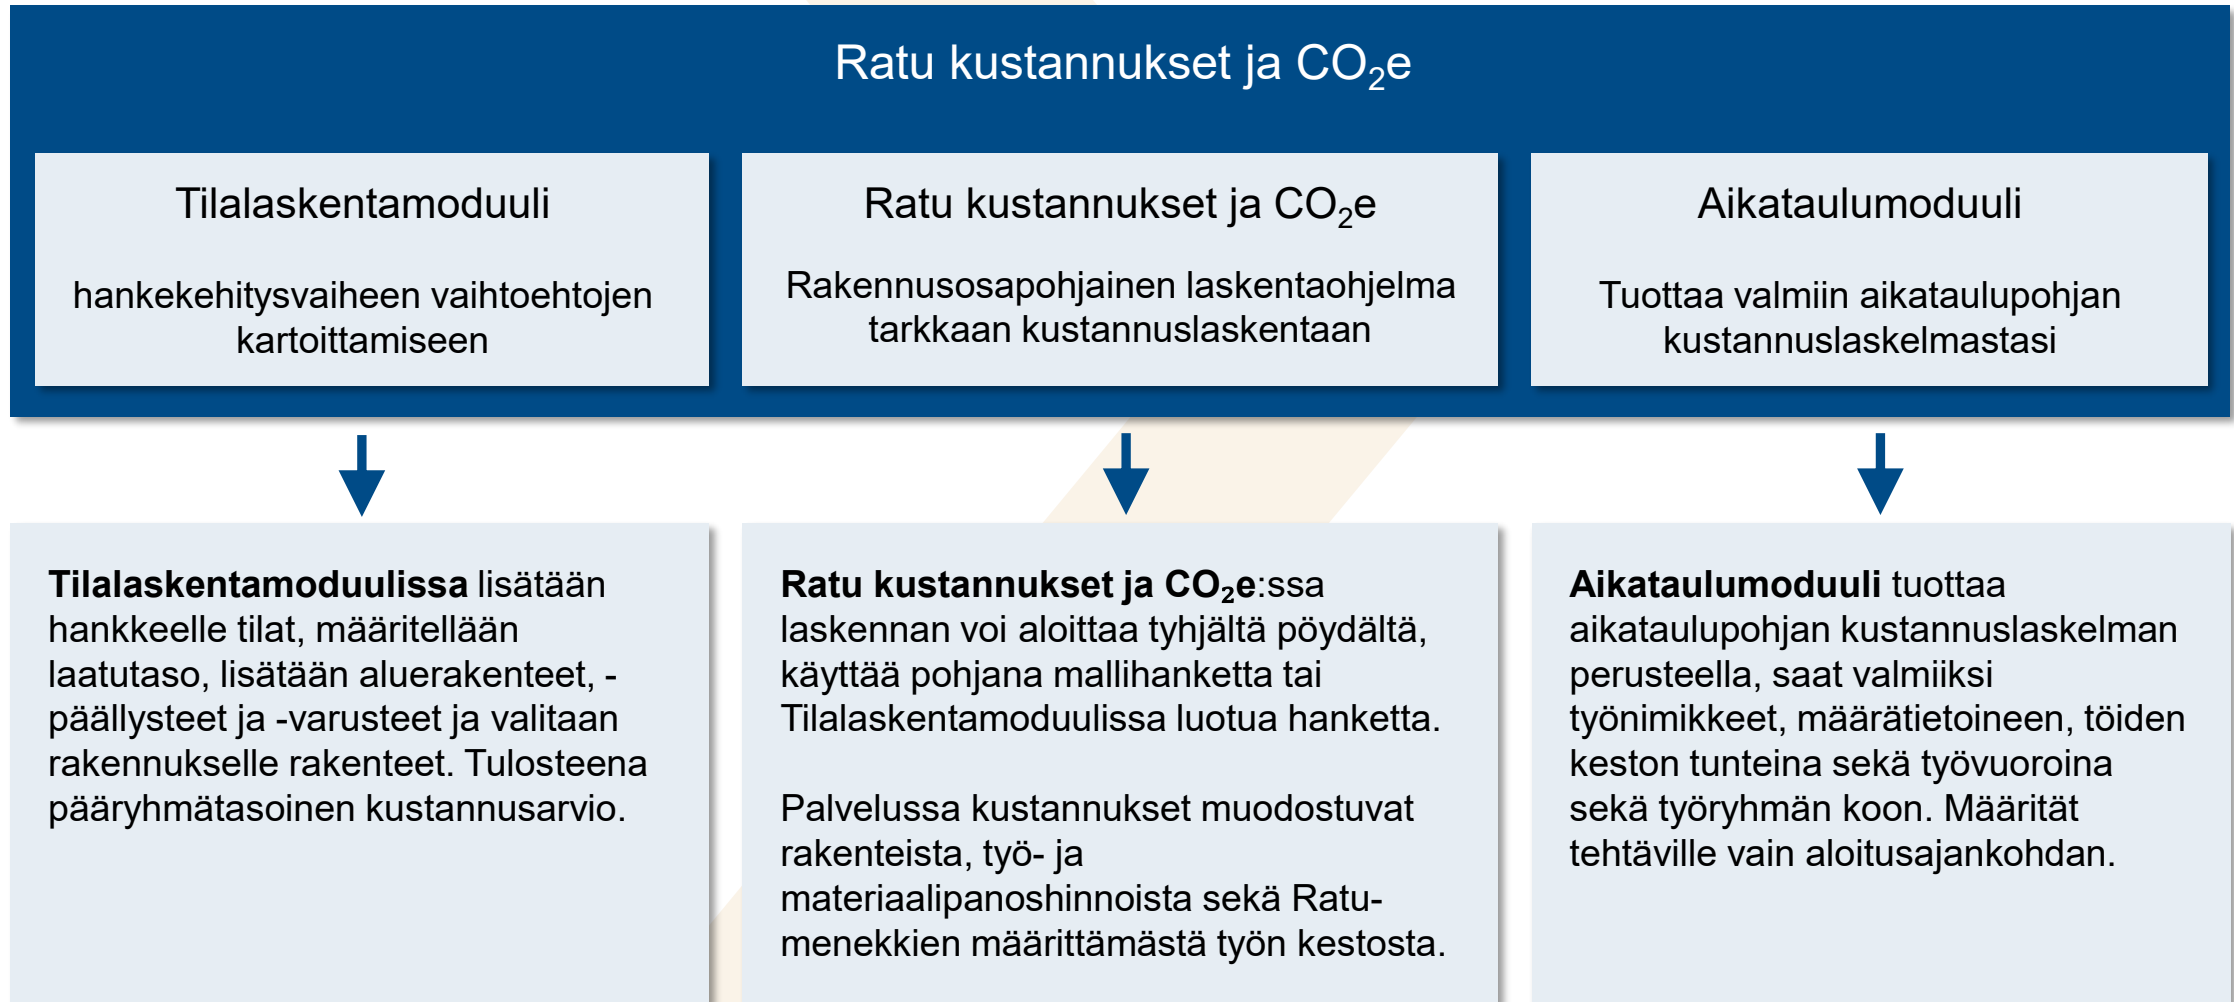 Ratu kustannukset ja CO₂e
Tilalaskentamoduuli
hankekehitysvaiheen vaihtoehtojen
kartoittamiseen
Ratu kustannukset ja CO₂e
Rakennusosapohjainen laskentaohjelma
tarkkaan kustannuslaskentaan
Aikataulumoduuli
Tuottaa valmiin aikataulupohjan
kustannuslaskelmastasi
Tilalaskentamoduulissa lisätään
hankkeelle tilat, määritellään
laatutaso, lisätään aluerakenteet, -
päällysteet ja -varusteet ja valitaan
rakennukselle rakenteet. Tulosteena
pääryhmätasoinen kustannusarvio.
Ratu kustannukset ja CO₂e:ssa
laskennan voi aloittaa tyhjältä pöydältä,
käyttää pohjana mallihanketta tai
Tilalaskentamoduulissa luotua hanketta.
Palvelussa kustannukset muodostuvat
rakenteista, työ- ja
materiaalipanoshinnoista sekä Ratu-
menekkien määrittämästä työn kestosta.
Aikataulumoduuli tuottaa
aikataulupohjan kustannuslaskelman
perusteella, saat valmiiksi
työnimikkeet, määrätietoineen, töiden
keston tunteina sekä työvuoroina
sekä työryhmän koon. Määrität
tehtäville vain aloitusajankohdan.